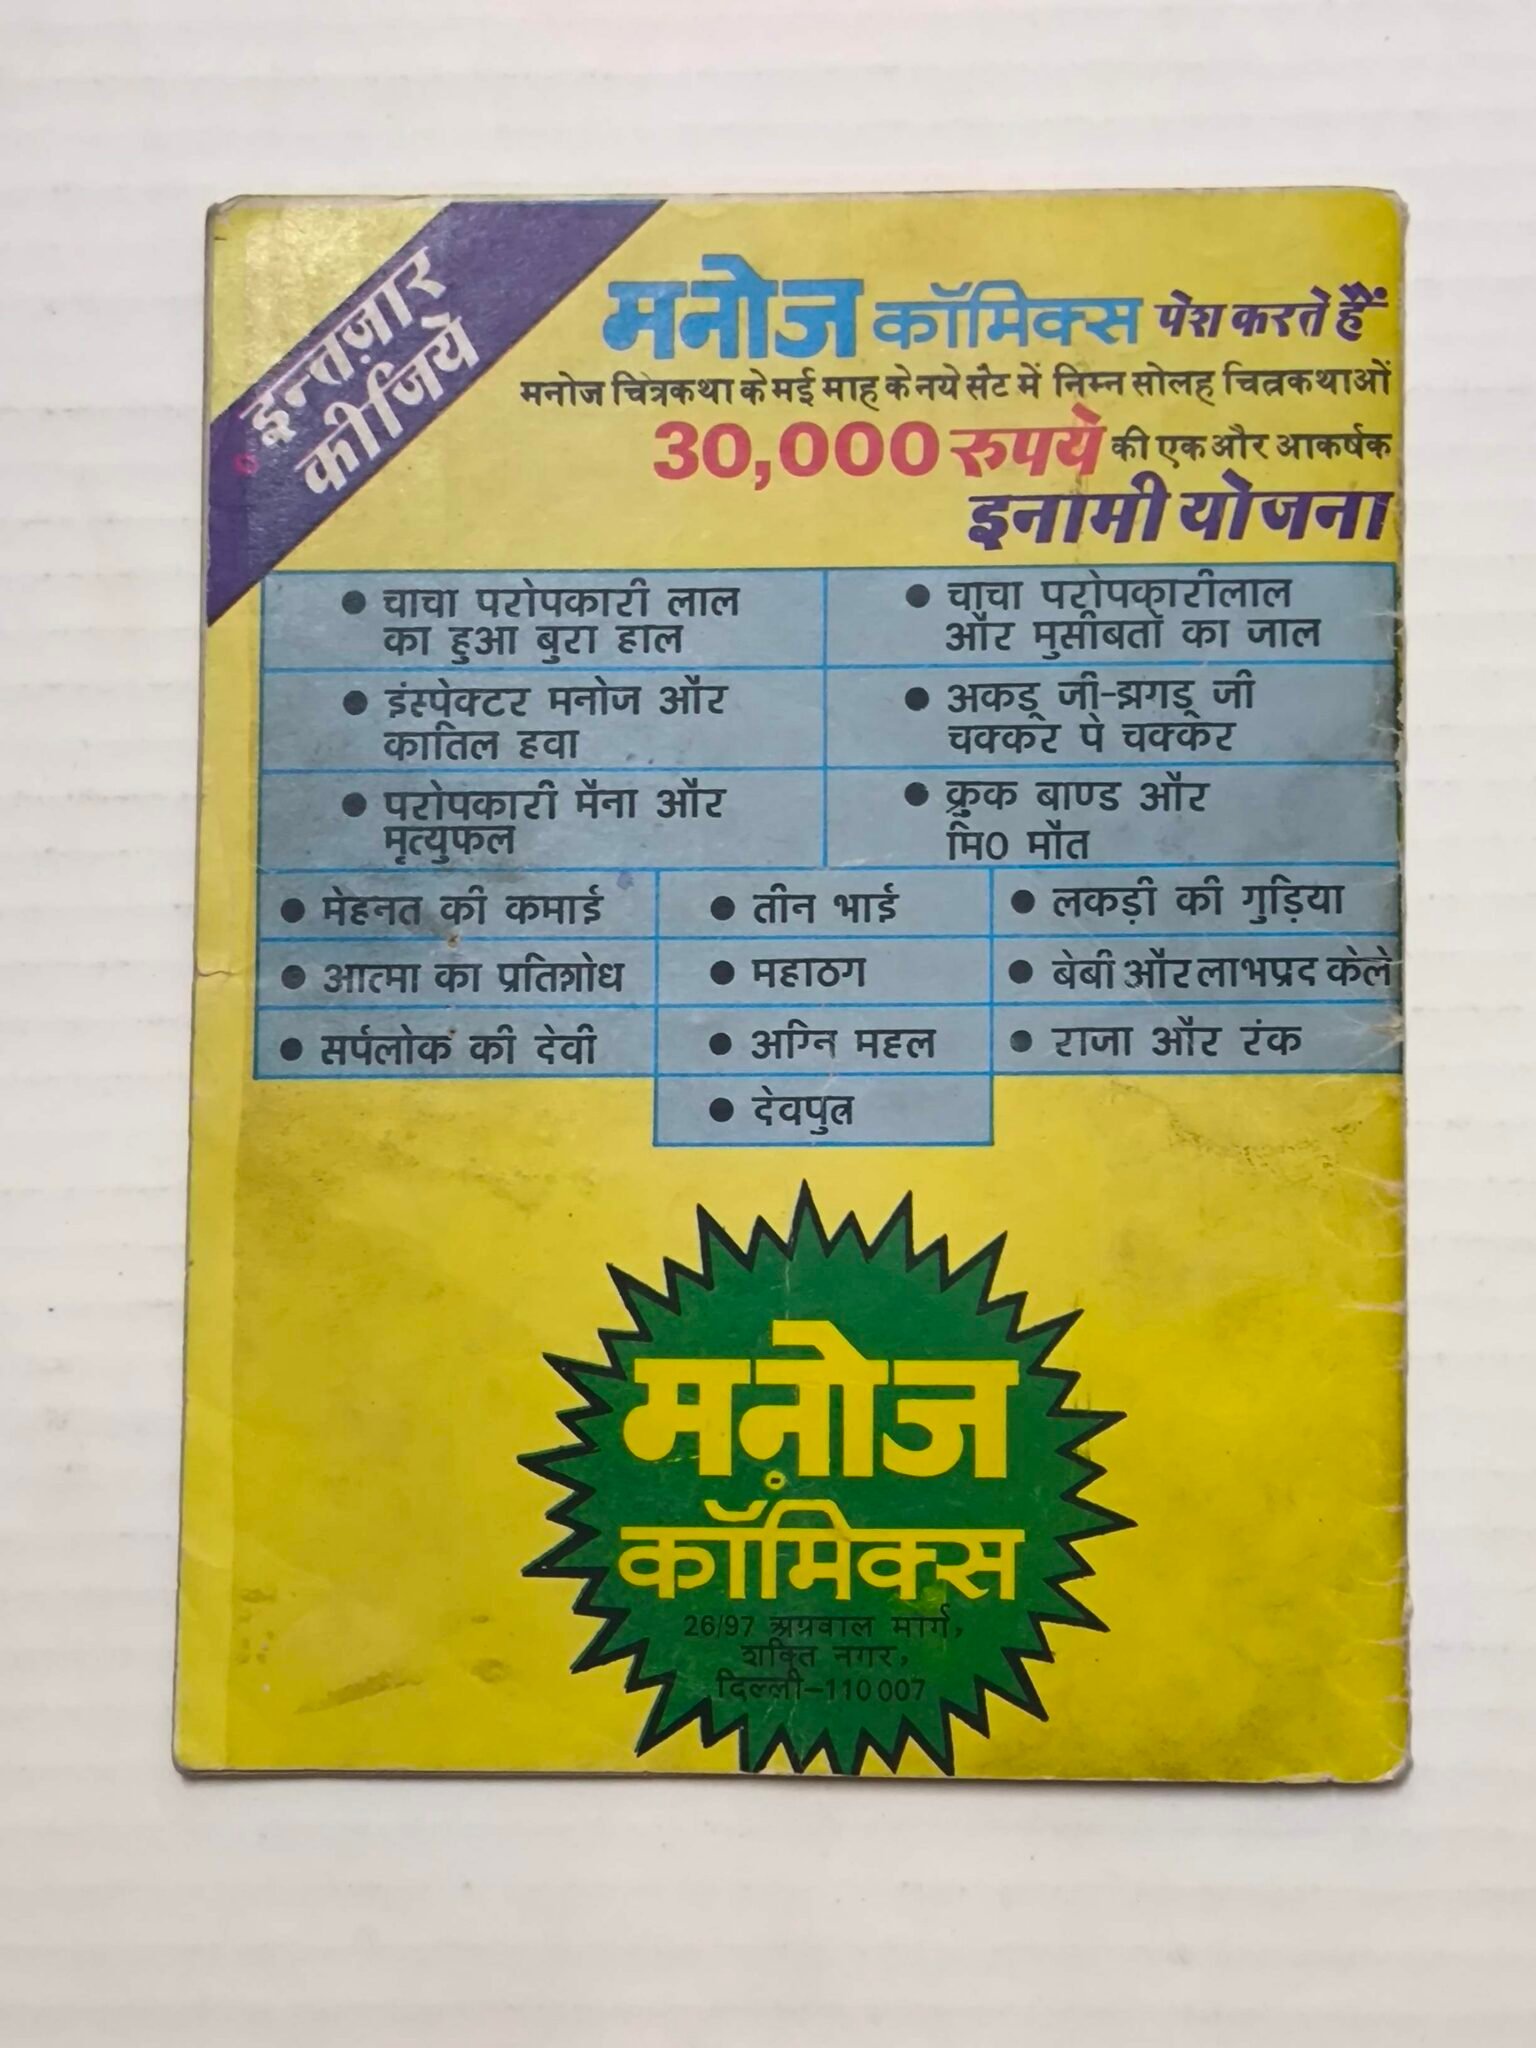 इन्तज़ार
कीजिये
मनोज कॉमिक्स पेश करते हैं
मनोज चित्रकथा के मई माह के नये सैट में निम्न सोलह चित्रकथाओं
30,000 रुपये की एक और आकर्षक
इनामी योजना
● चाचा परोपकारी लाल
का हुआ बुरा हाल
● चाचा परोपकारीलाल
और मुसीबतों का जाल
● इंस्पेक्टर मनोज और
कातिल हवा
● अकड़ू जी-झगड़ू जी
चक्कर पे चक्कर
● परोपकारी मैना और
मृत्युफल
● क्रुक बाण्ड और
मि0 मौत
● मेहनत की कमाई
● तीन भाई
● लकड़ी की गुड़िया
● आत्मा का प्रतिशोध
● महाठग
● बेबी और लाभप्रद केले
● सर्पलोक की देवी
● अग्नि महल
● राजा और रंक
● देवपुत्र
मनोज
कॉमिक्स
26/97 अग्रवाल मार्ग,
शक्ति नगर,
दिल्ली-110007